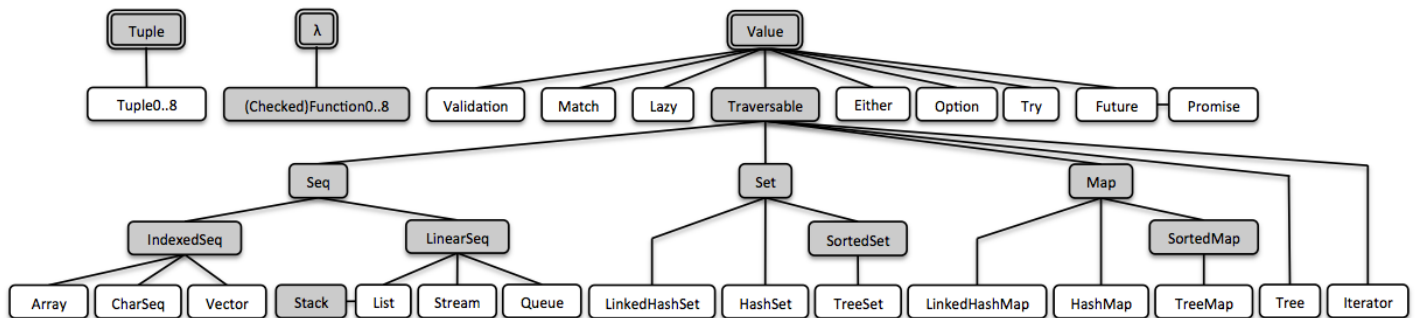 Tuple
λ
Value
Tuple0..8
(Checked)Function0..8
Validation
Match
Lazy
Traversable
Either
Option
Try
Future
Promise
Seq
Set
Map
IndexedSeq
LinearSeq
SortedSet
SortedMap
Array
CharSeq
Vector
Stack
List
Stream
Queue
LinkedHashSet
HashSet
TreeSet
LinkedHashMap
HashMap
TreeMap
Tree
Iterator